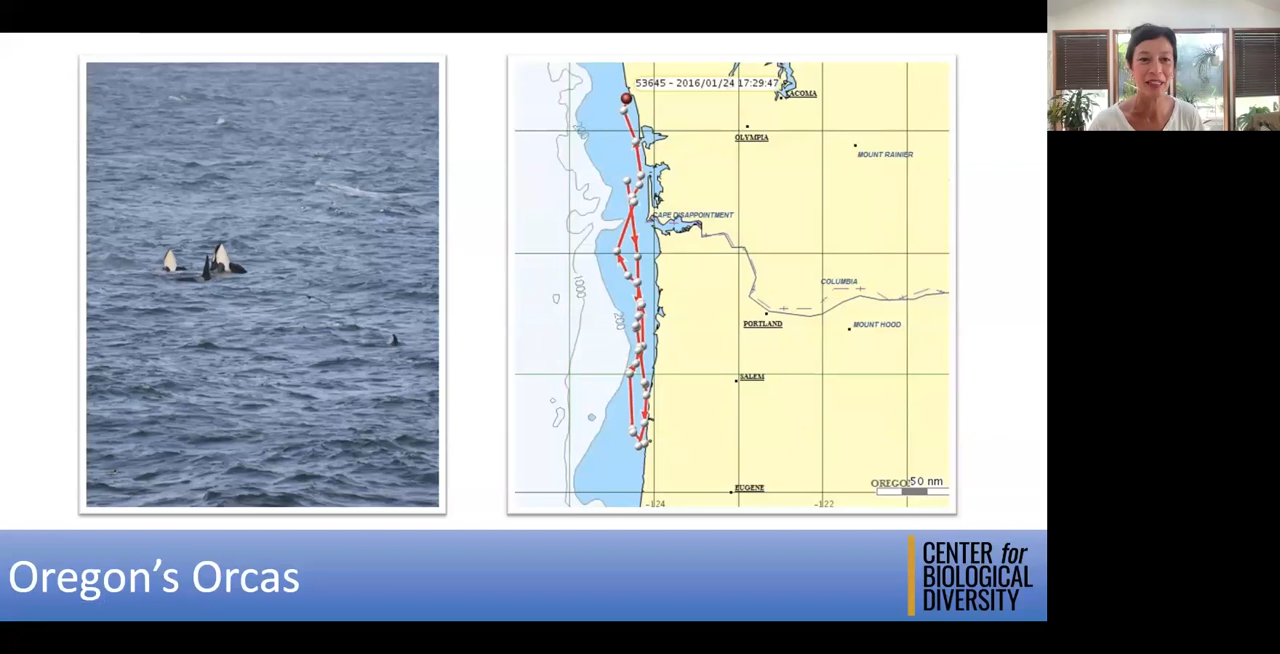 53645 - 2016/01/24 17:29:47
TACOMA
OLYMPIA
MOUNT RAINIER
CAPE DISAPPOINTMENT
COLUMBIA
PORTLAND
MOUNT HOOD
1000
SALEM
EUGENE
50 nm
-124
-122
Oregon's Orcas
CENTER for
BIOLOGICAL
DIVERSITY